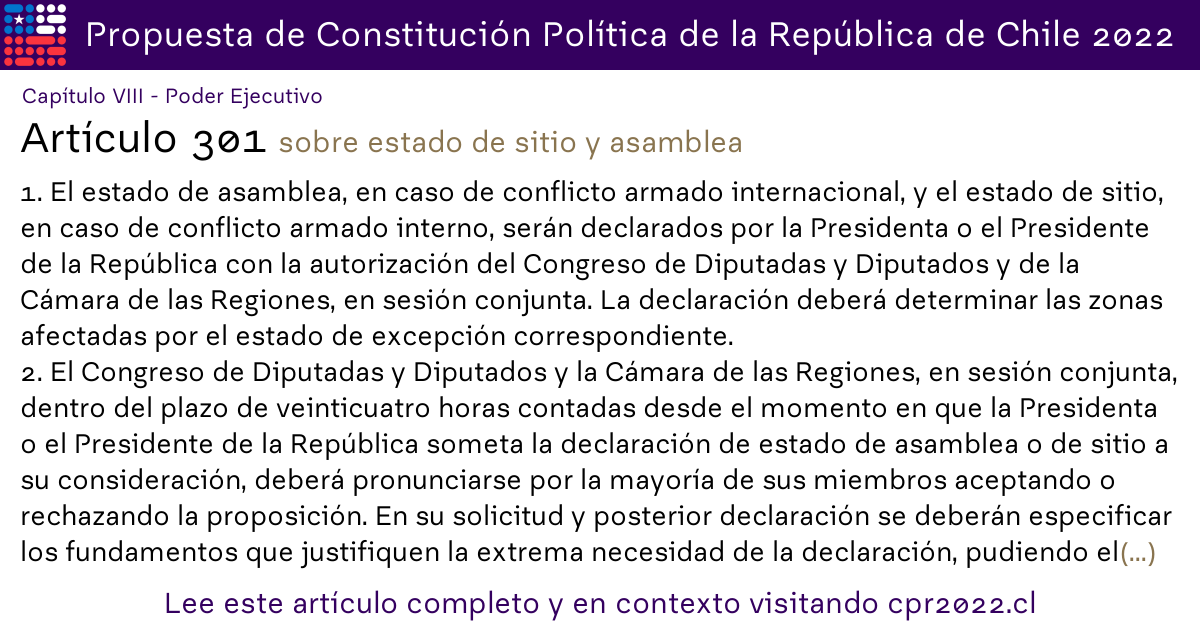 Propuesta de Constitución Política de la República de Chile 2022
Capítulo VIII - Poder Ejecutivo
Artículo 301 sobre estado de sitio y asamblea
1. El estado de asamblea, en caso de conflicto armado internacional, y el estado de sitio,
en caso de conflicto armado interno, serán declarados por la Presidenta o el Presidente
de la República con la autorización del Congreso de Diputadas y Diputados y de la
Cámara de las Regiones, en sesión conjunta. La declaración deberá determinar las zonas
afectadas por el estado de excepción correspondiente.
2. El Congreso de Diputadas y Diputados y la Cámara de las Regiones, en sesión conjunta,
dentro del plazo de veinticuatro horas contadas desde el momento en que la Presidenta
o el Presidente de la República someta la declaración de estado de asamblea o de sitio a
su consideración, deberá pronunciarse por la mayoría de sus miembros aceptando o
rechazando la proposición. En su solicitud y posterior declaración se deberán especificar
los fundamentos que justifiquen la extrema necesidad de la declaración, pudiendo el(...)
Lee este artículo completo y en contexto visitando cpr2022.cl